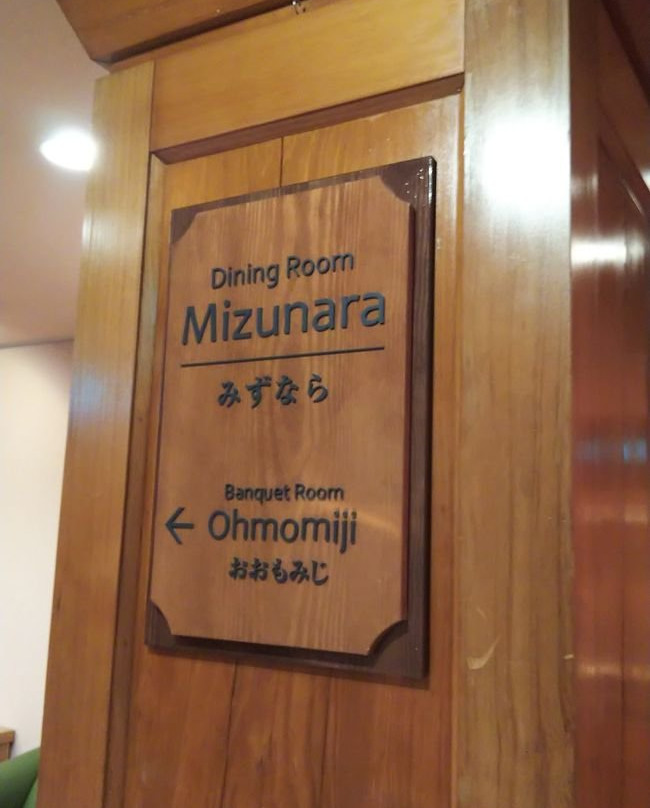 Dining Room
Mizunara
みずなら
Banquet Room
← Ohmomiji
おおもみじ